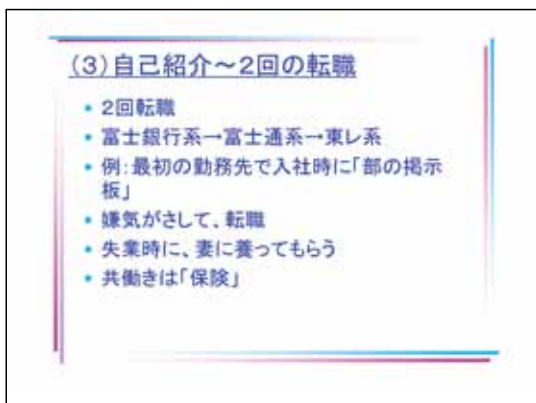 (3)自己紹介～2回の転職
• 2回転職
• 富士銀行系→富士通系→東レ系
• 例:最初の勤務先で入社時に「部の掲示
板」
• 嫌気がさして、転職
• 失業時に、妻に養ってもらう
• 共働きは「保険」